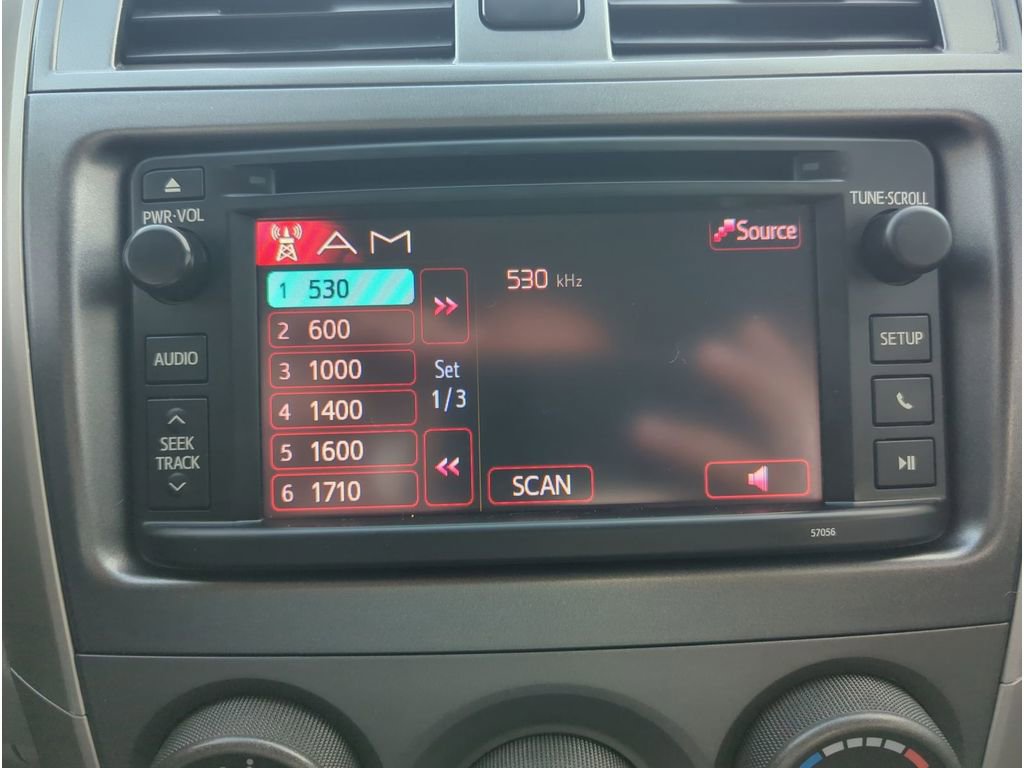 PWR·VOL
TUNE·SCROLL
AM
Source
1 530
530 kHz
2 600
SETUP
AUDIO
3 1000
Set
1/3
4 1400
SEEK
TRACK
5 1600
6 1710
SCAN
57056